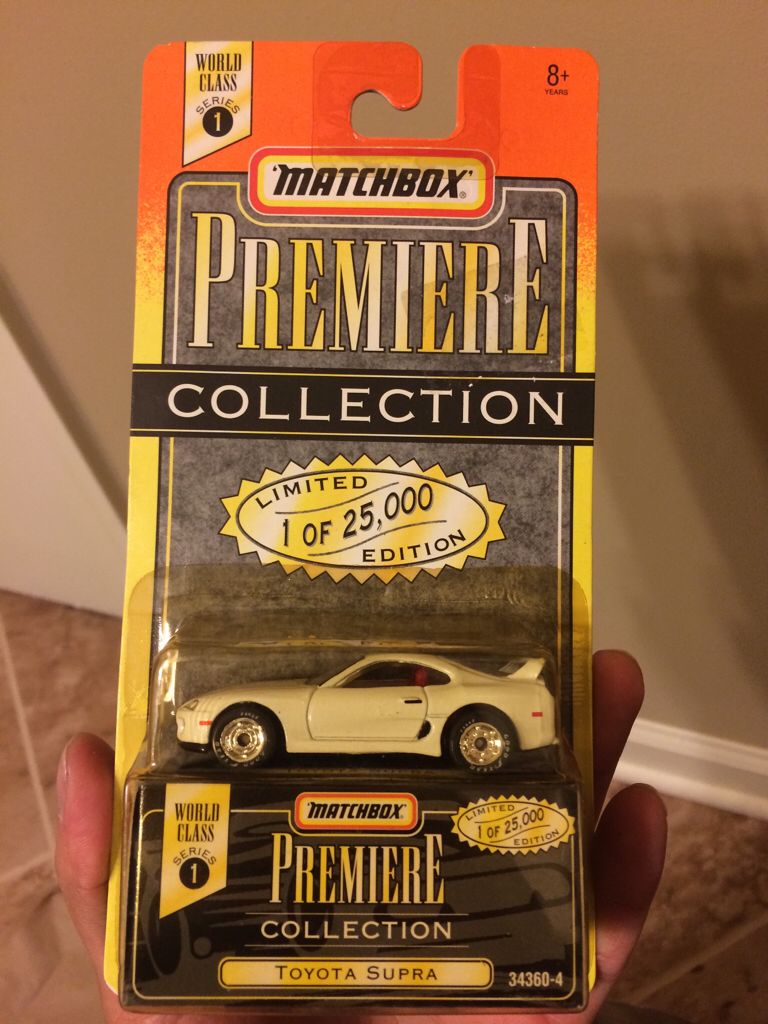 WORLD
CLASS
SERIES
1
8+
YEARS
'MATCHBOX'®
PREMIERE
COLLECTION
LIMITED
1 OF 25,000
EDITION
WORLD
CLASS
SERIES
1
'MATCHBOX'®
LIMITED
1 OF 25,000
EDITION
PREMIERE
COLLECTION
TOYOTA SUPRA
34360-4